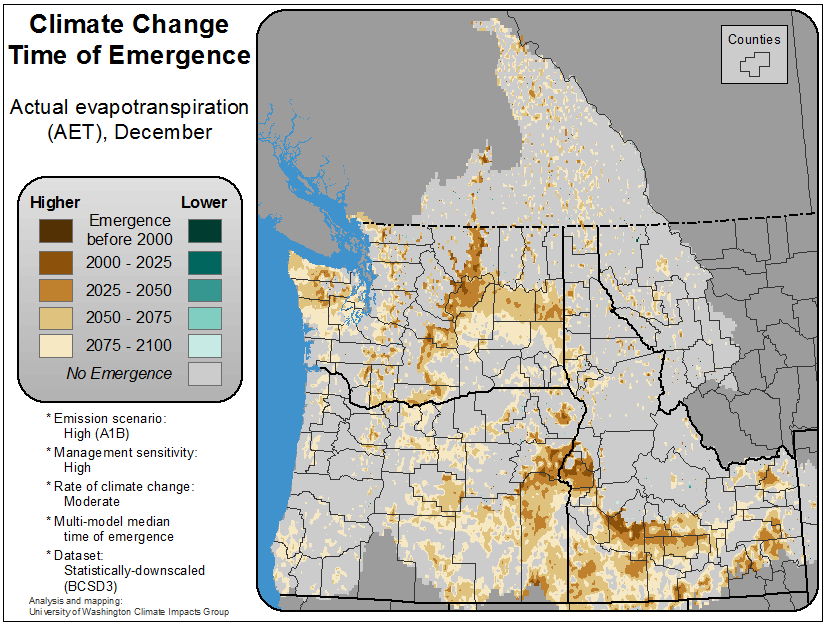 Climate Change
Time of Emergence
Actual evapotranspiration
(AET), December
Higher Lower
Emergence
before 2000
2000 - 2025
2025 - 2050
2050 - 2075
2075 - 2100
No Emergence
* Emission scenario:
High (A1B)
* Management sensitivity:
High
* Rate of climate change:
Moderate
* Multi-model median
time of emergence
* Dataset:
Statistically-downscaled
(BCSD3)
Analysis and mapping:
University of Washington Climate Impacts Group
Counties